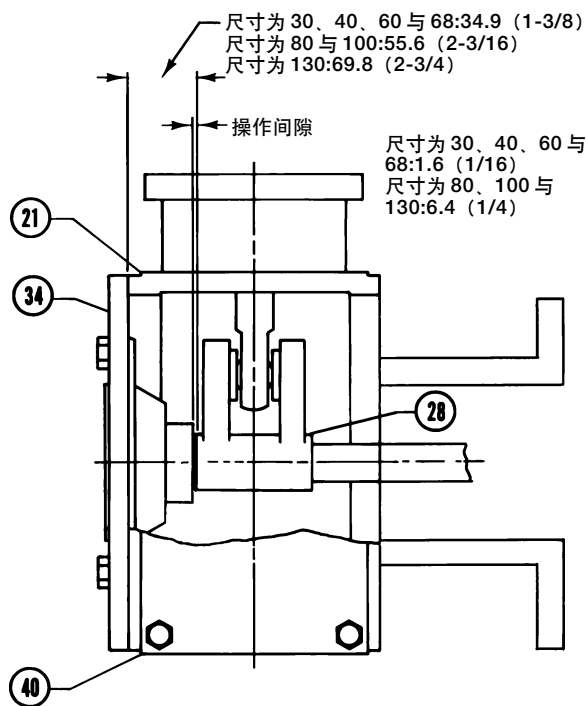 尺寸为 30、40、60 与 68:34.9（1-3/8）
尺寸为 80 与 100:55.6（2-3/16）
尺寸为 130:69.8（2-3/4）
操作间隙
尺寸为 30、40、60 与
68:1.6（1/16）
尺寸为 80、100 与
130:6.4（1/4）
21
34
28
40